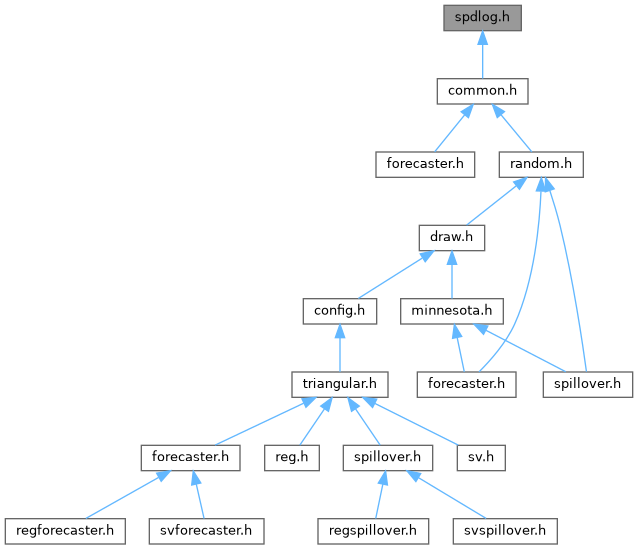 spdlog.h
common.h
forecaster.h
random.h
draw.h
config.h
minnesota.h
triangular.h
forecaster.h
spillover.h
forecaster.h
reg.h
spillover.h
sv.h
regforecaster.h
svforecaster.h
regspillover.h
svspillover.h